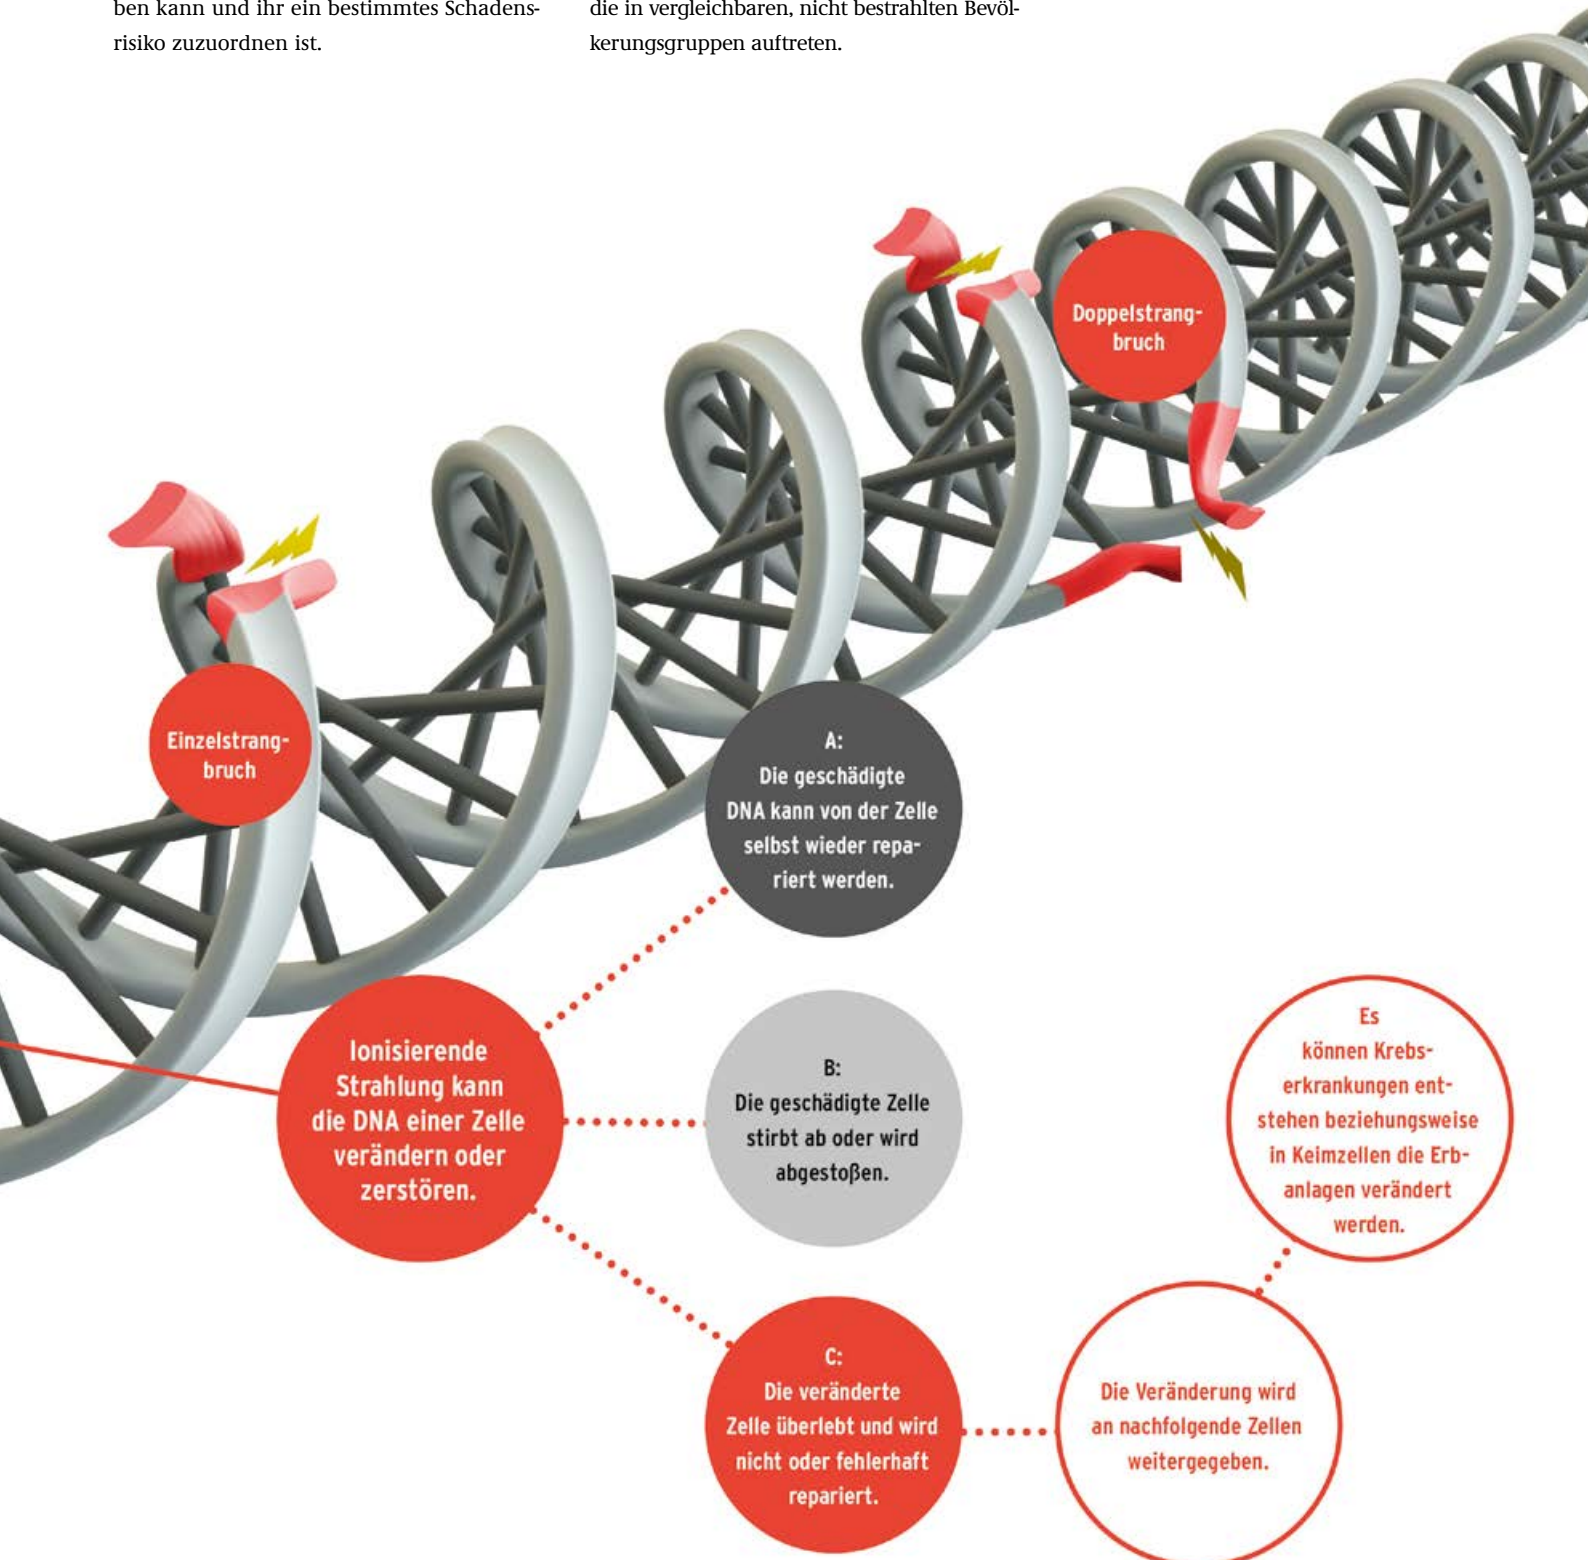 ben kann und ihr ein bestimmtes Schadens-
risiko zuzuordnen ist.
die in vergleichbaren, nicht bestrahlten Bevöl-
kerungsgruppen auftreten.
Doppelstrang-
bruch
Einzelstrang-
bruch
A:
Die geschädigte
DNA kann von der Zelle
selbst wieder repa-
riert werden.
Ionisierende
Strahlung kann
die DNA einer Zelle
verändern oder
zerstören.
B:
Die geschädigte Zelle
stirbt ab oder wird
abgestoßen.
C:
Die veränderte
Zelle überlebt und wird
nicht oder fehlerhaft
repariert.
Die Veränderung wird
an nachfolgende Zellen
weitergegeben.
Es
können Krebs-
erkrankungen ent-
stehen beziehungsweise
in Keimzellen die Erb-
anlagen verändert
werden.